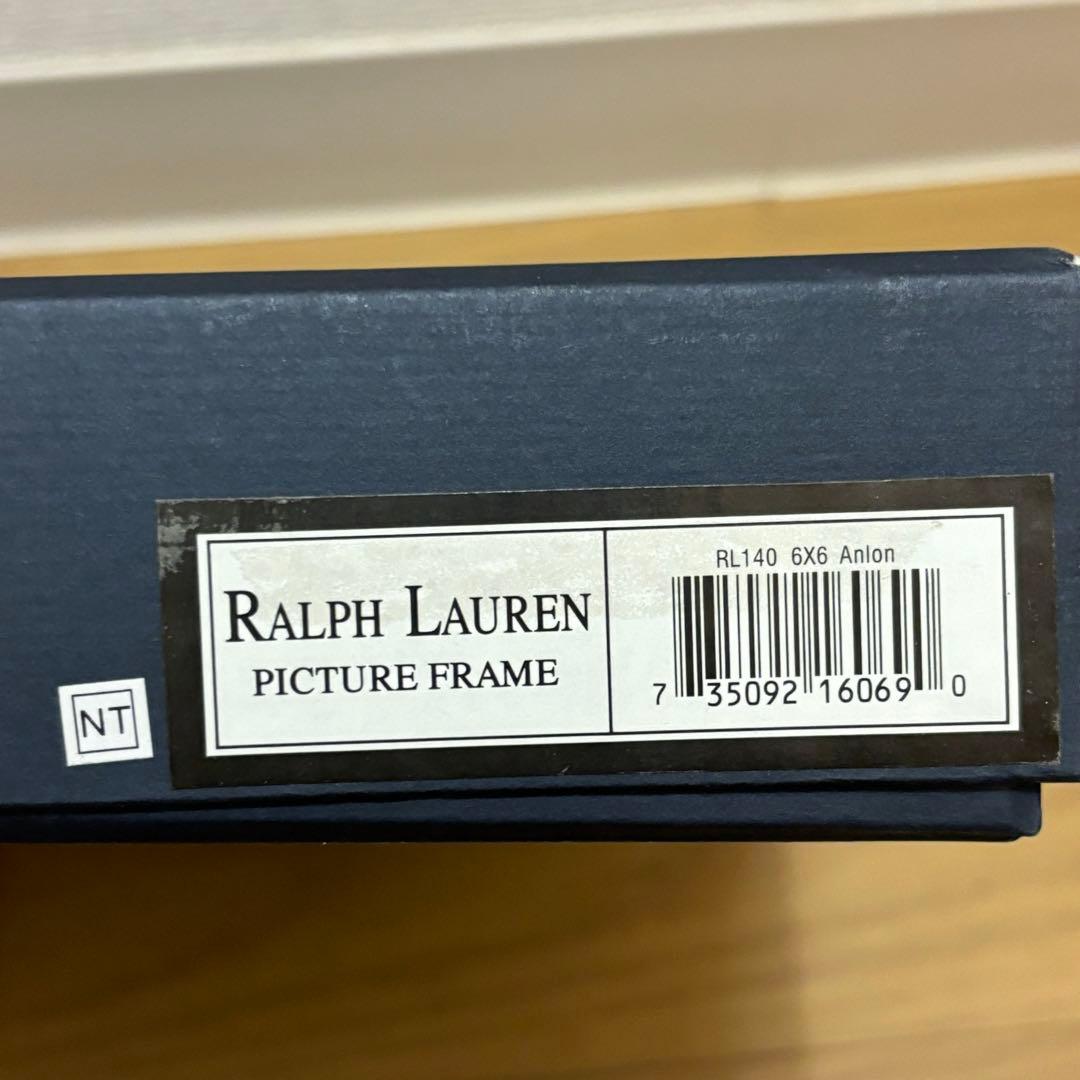 RALPH LAUREN
PICTURE FRAME
NT
RL140 6X6 Anlon
7 35092 16069 0